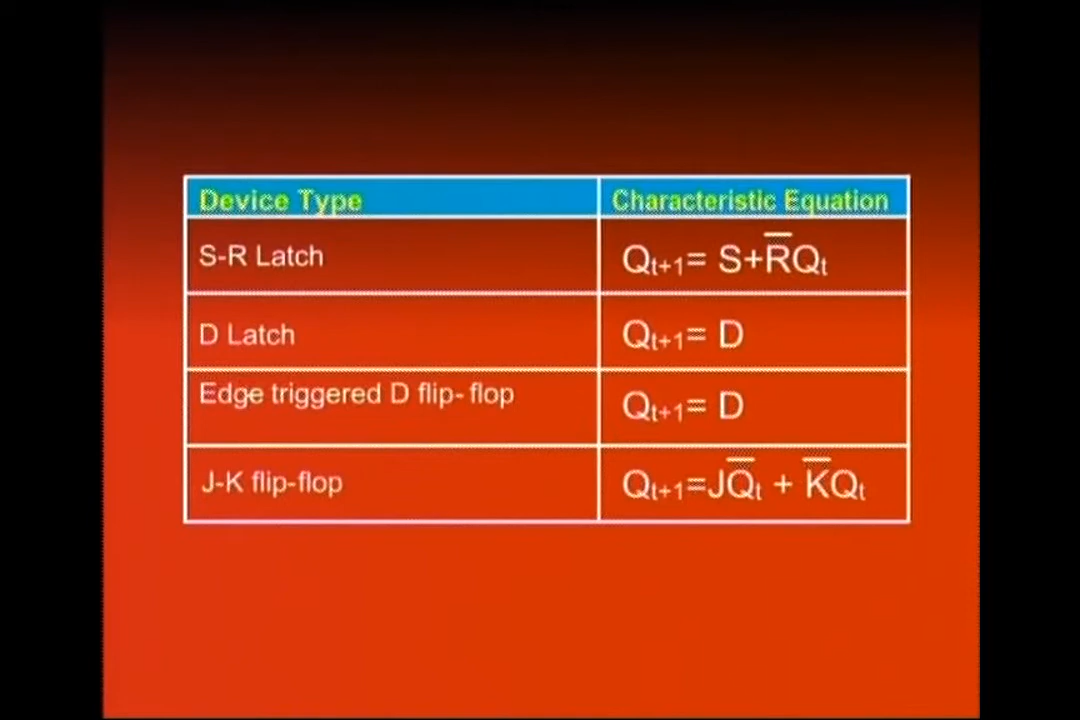 Device Type Characteristic Equation
S-R Latch Qt+1= S+R̅Qt
D Latch Qt+1= D
Edge triggered D flip- flop Qt+1= D
J-K flip-flop Qt+1=JQ̅t + K̅Qt